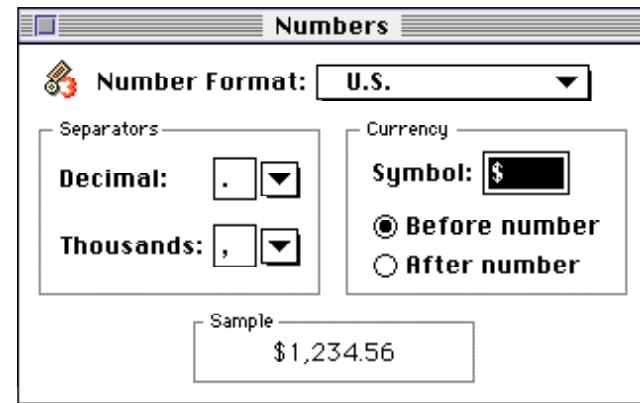 Numbers
Number Format: U.S.
Separators
Decimal: .
Thousands: ,
Currency
Symbol: $
Before number
After number
Sample
$1,234.56